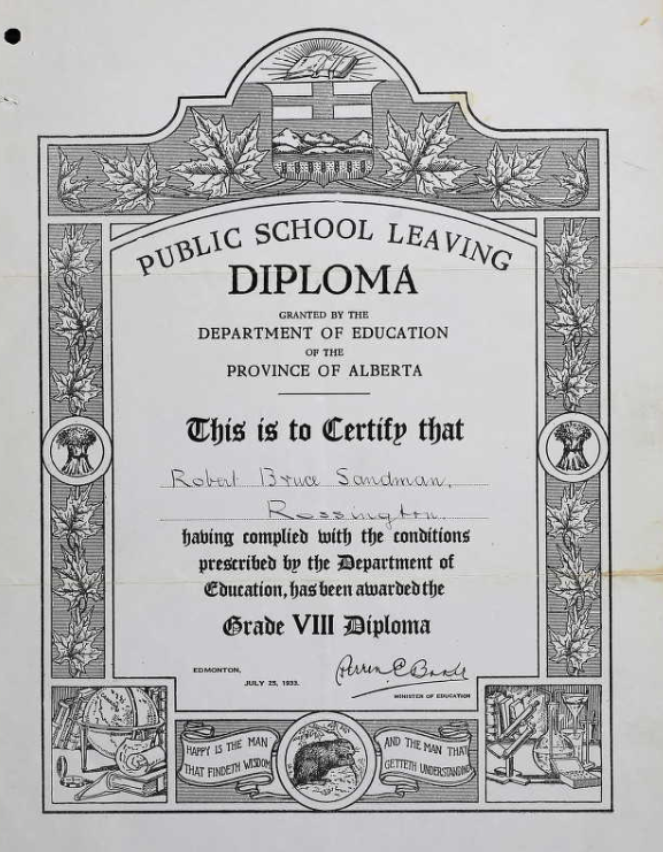 PUBLIC SCHOOL LEAVING
DIPLOMA
GRANTED BY THE
DEPARTMENT OF EDUCATION
OF THE
PROVINCE OF ALBERTA
This is to Certify that
Robert Bruce Sandman,
Rossington.
having complied with the conditions
prescribed by the Department of
Education, has been awarded the
Grade VIII Diploma
EDMONTON,
JULY 25, 1933.
Perren E. Baker
MINISTER OF EDUCATION
HAPPY IS THE MAN
THAT FINDETH WISDOM
AND THE MAN THAT
GETTETH UNDERSTANDING